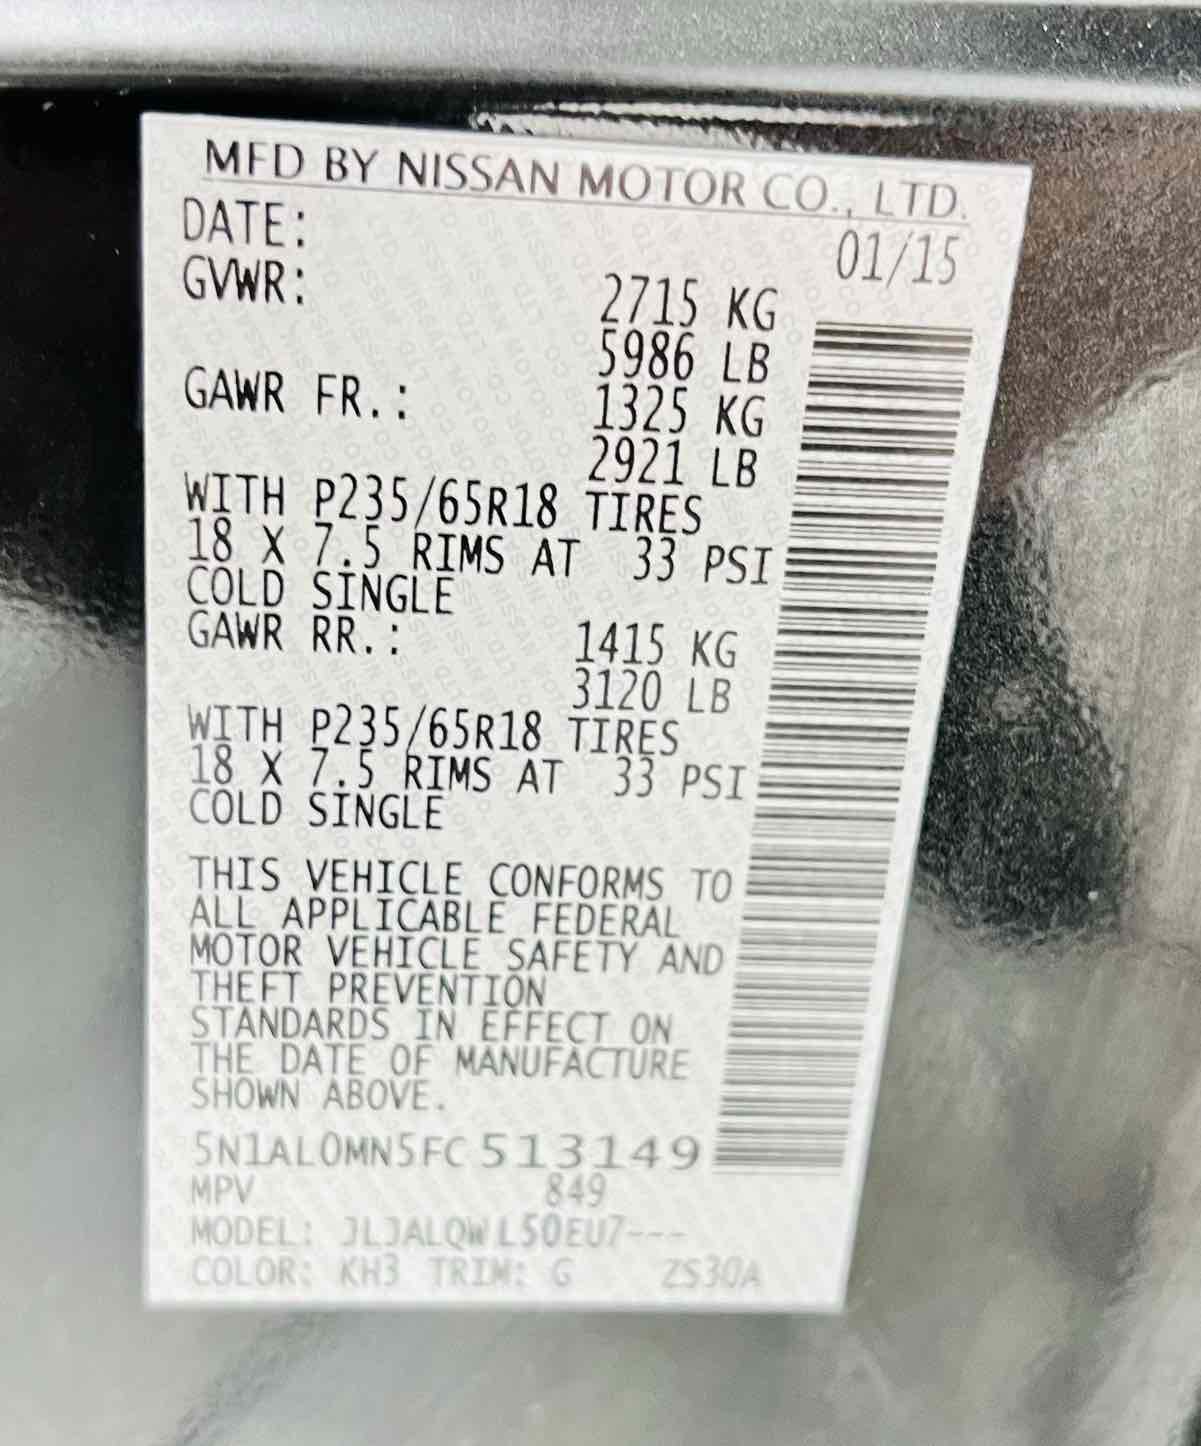 MFD BY NISSAN MOTOR CO., LTD.
DATE: 01/15
GVWR: 2715 KG
5986 LB
GAWR FR.: 1325 KG
2921 LB
WITH P235/65R18 TIRES
18 X 7.5 RIMS AT 33 PSI
COLD SINGLE
GAWR RR.: 1415 KG
3120 LB
WITH P235/65R18 TIRES
18 X 7.5 RIMS AT 33 PSI
COLD SINGLE
THIS VEHICLE CONFORMS TO
ALL APPLICABLE FEDERAL
MOTOR VEHICLE SAFETY AND
THEFT PREVENTION
STANDARDS IN EFFECT ON
THE DATE OF MANUFACTURE
SHOWN ABOVE.
5N1AL0MN5FC513149
MPV 849
MODEL: JLJALQWL50EU7---
COLOR: KH3 TRIM: G ZS30A